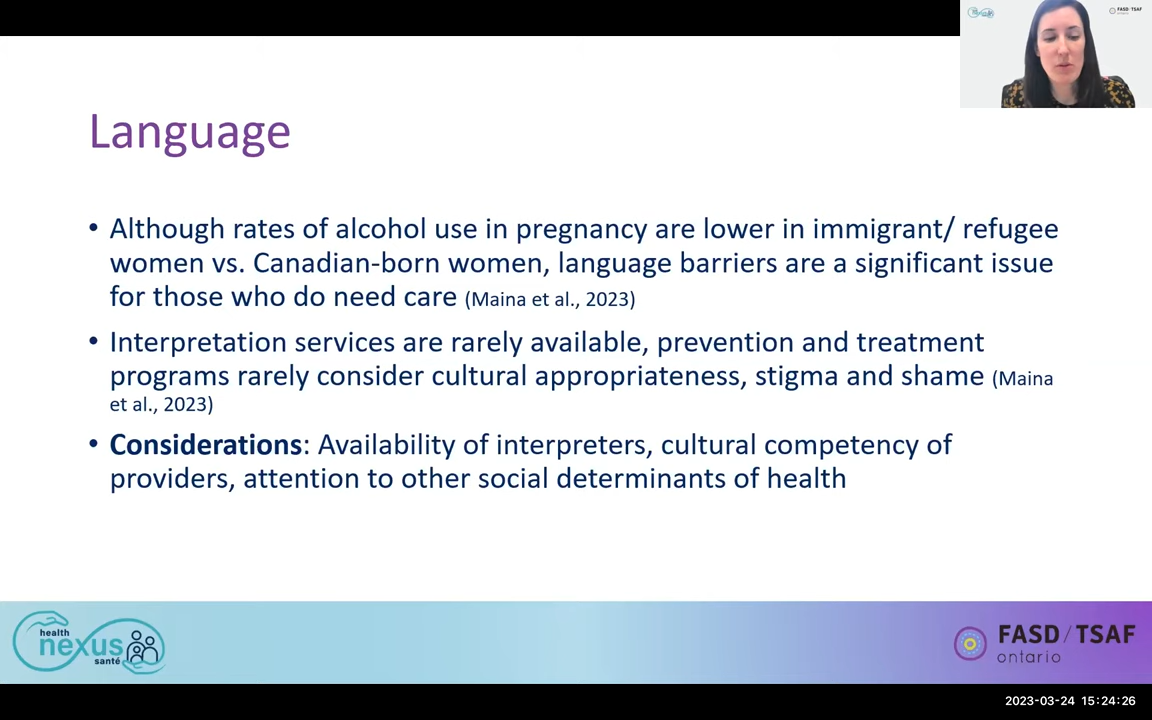 FASD/TSAF
Language
• Although rates of alcohol use in pregnancy are lower in immigrant/ refugee
women vs. Canadian-born women, language barriers are a significant issue
for those who do need care (Maina et al., 2023)
• Interpretation services are rarely available, prevention and treatment
programs rarely consider cultural appropriateness, stigma and shame (Maina
et al., 2023)
• Considerations: Availability of interpreters, cultural competency of
providers, attention to other social determinants of health
health
nexus
santé
FASD/TSAF
ontario
2023-03-24 15:24:26